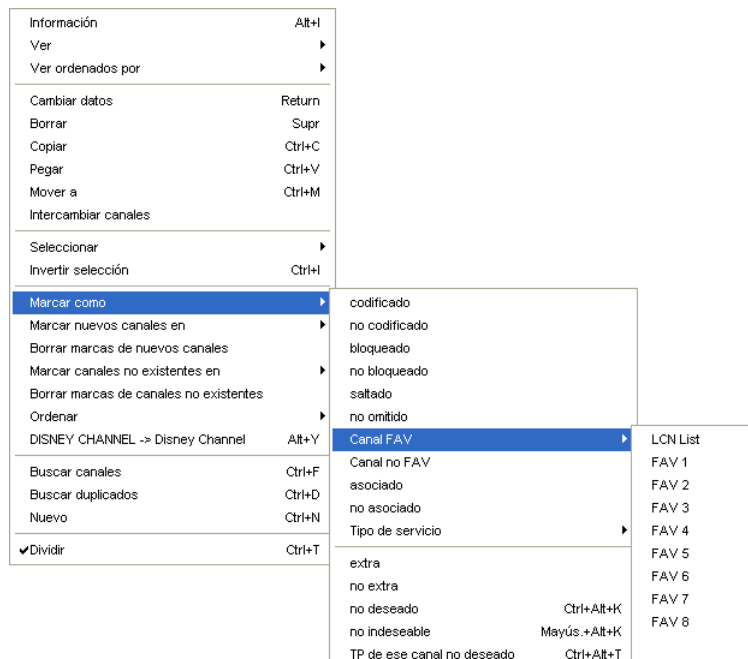 Información Alt+I
Ver
Ver ordenados por
Cambiar datos Return
Borrar Supr
Copiar Ctrl+C
Pegar Ctrl+V
Mover a Ctrl+M
Intercambiar canales
Seleccionar
Invertir selección Ctrl+I
Marcar como
Marcar nuevos canales en
Borrar marcas de nuevos canales
Marcar canales no existentes en
Borrar marcas de canales no existentes
Ordenar
DISNEY CHANNEL -> Disney Channel Alt+Y
Buscar canales Ctrl+F
Buscar duplicados Ctrl+D
Nuevo Ctrl+N
Dividir Ctrl+T
codificado
no codificado
bloqueado
no bloqueado
saltado
no omitido
Canal FAV
Canal no FAV
asociado
no asociado
Tipo de servicio
extra
no extra
no deseado Ctrl+Alt+K
no indeseable Mayús.+Alt+K
TP de ese canal no deseado Ctrl+Alt+T
LCN List
FAV 1
FAV 2
FAV 3
FAV 4
FAV 5
FAV 6
FAV 7
FAV 8